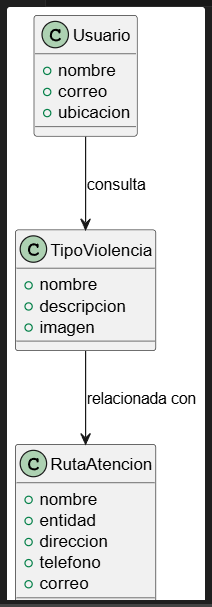 C Usuario
nombre
correo
ubicacion
consulta
C TipoViolencia
nombre
descripcion
imagen
relacionada con
C RutaAtencion
nombre
entidad
direccion
telefono
correo